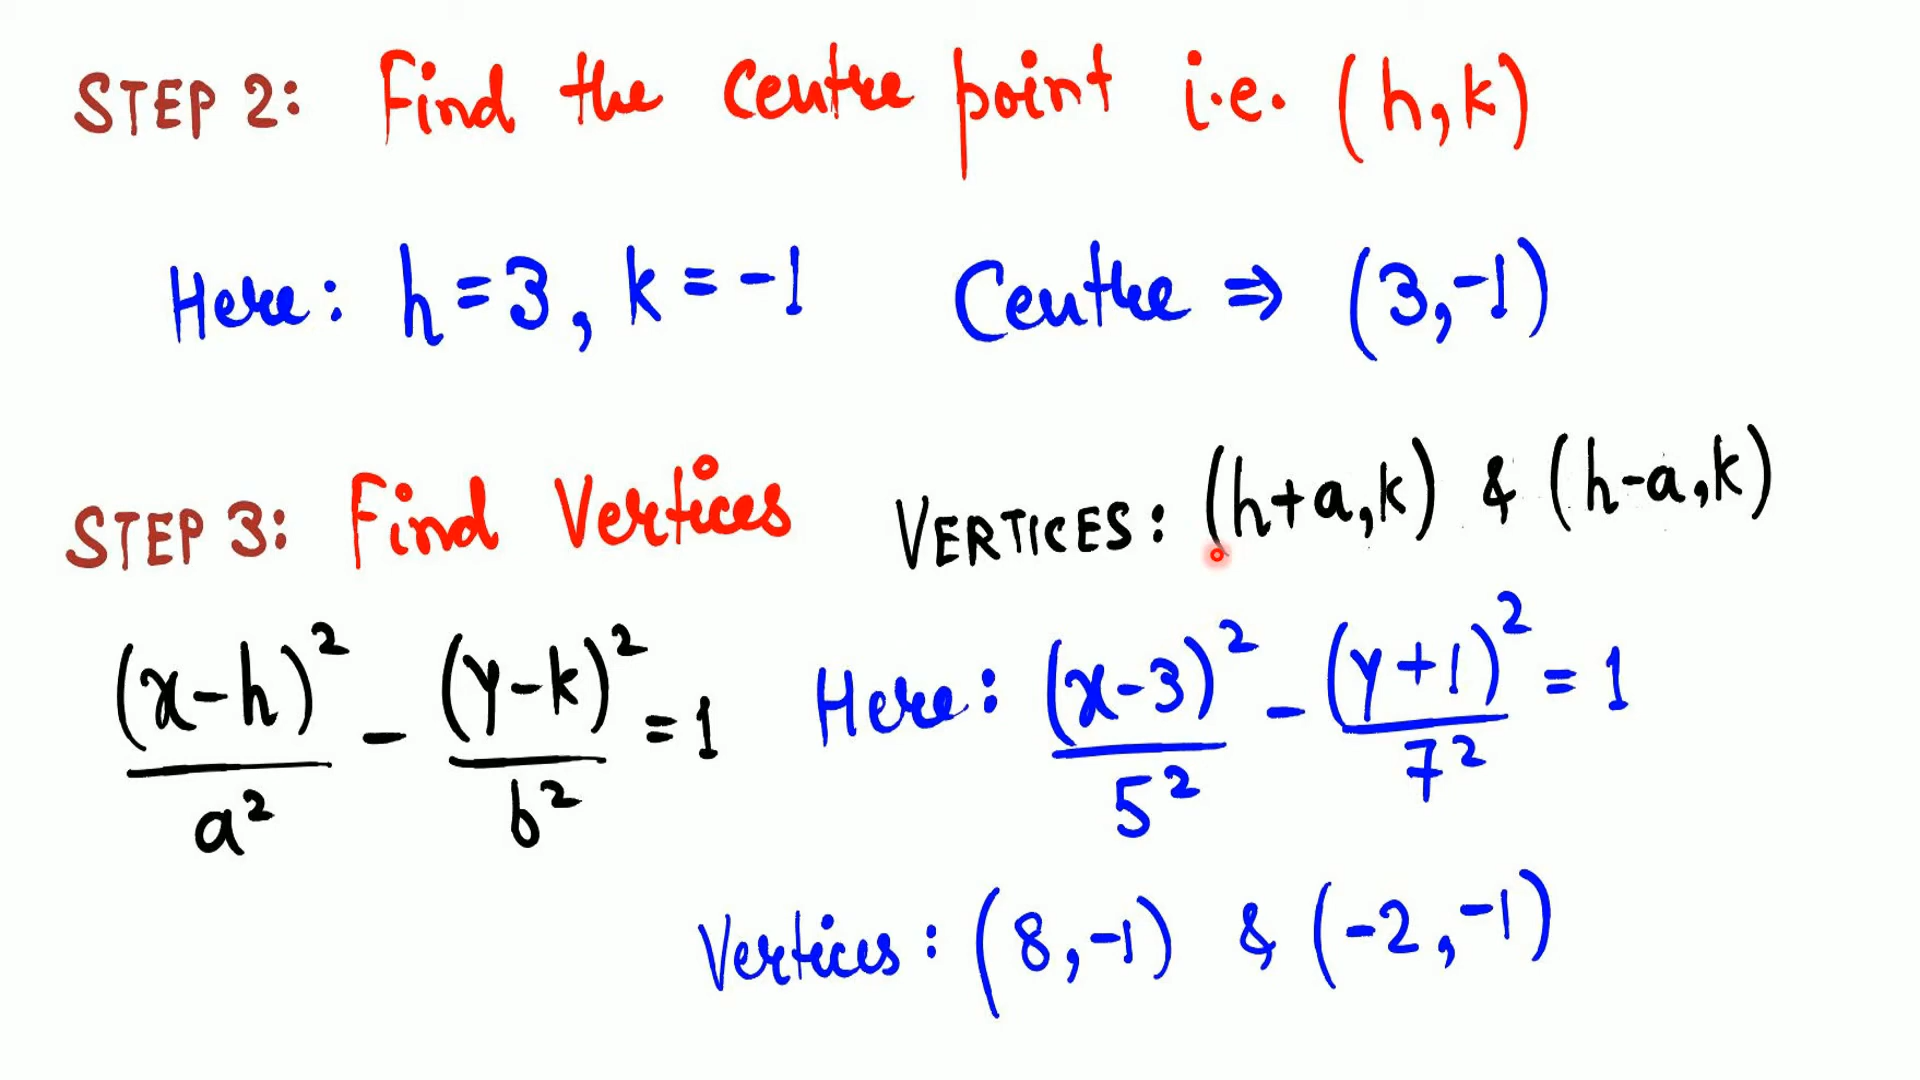 STEP 2: Find the Centre point i.e. (h,k)
Here: h=3, k=-1 Centre ⇒ (3,-1)
STEP 3: Find Vertices VERTICES: (h+a,k) & (h-a,k)
(x-h)²/a² - (y-k)²/b² = 1 Here: (x-3)²/5² - (y+1)²/7² = 1
Vertices: (8,-1) & (-2,-1)